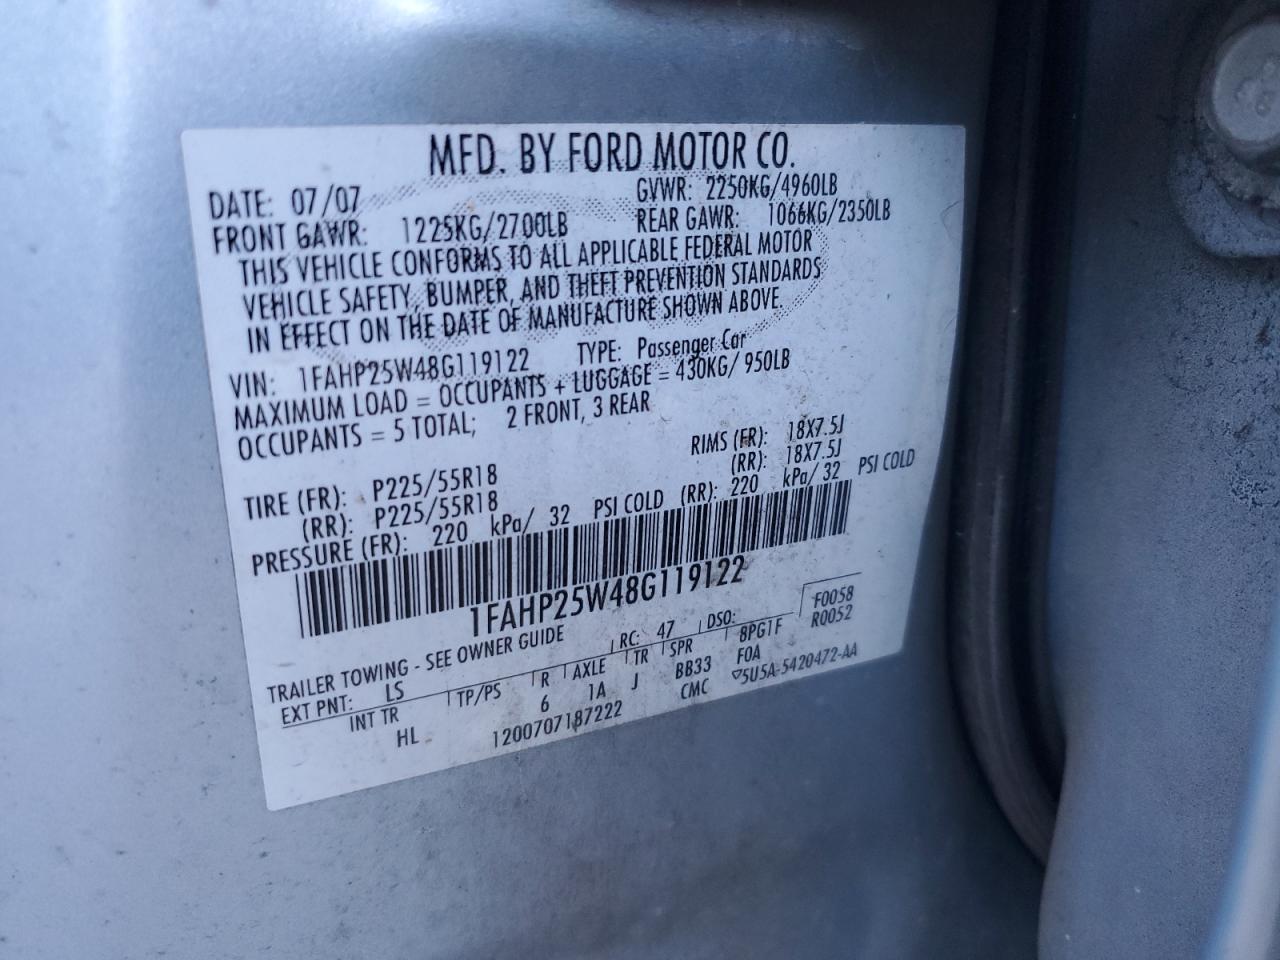 MFD. BY FORD MOTOR CO.
DATE: 07/07 GVWR: 2250KG/4960LB
FRONT GAWR: 1225KG/2700LB REAR GAWR: 1066KG/2350LB
THIS VEHICLE CONFORMS TO ALL APPLICABLE FEDERAL MOTOR
VEHICLE SAFETY, BUMPER, AND THEFT PREVENTION STANDARDS
IN EFFECT ON THE DATE OF MANUFACTURE SHOWN ABOVE.
VIN: 1FAHP25W48G119122 TYPE: Passenger Car
MAXIMUM LOAD = OCCUPANTS + LUGGAGE = 430KG/ 950LB
OCCUPANTS = 5 TOTAL; 2 FRONT, 3 REAR
RIMS (FR): 18X7.5J
TIRE (FR): P225/55R18 (RR): 18X7.5J
(RR): P225/55R18
PRESSURE (FR): 220 kPa/ 32 PSI COLD (RR): 220 kPa/ 32 PSI COLD
1FAHP25W48G119122
TRAILER TOWING - SEE OWNER GUIDE
EXT PNT: LS RC: 47 DSO: F0058
INT TR TP/PS R AXLE TR SPR 8PG1F R0052
HL 6 1A J BB33 FOA
1200707187222 CMC ▽5U5A-5420472-AA